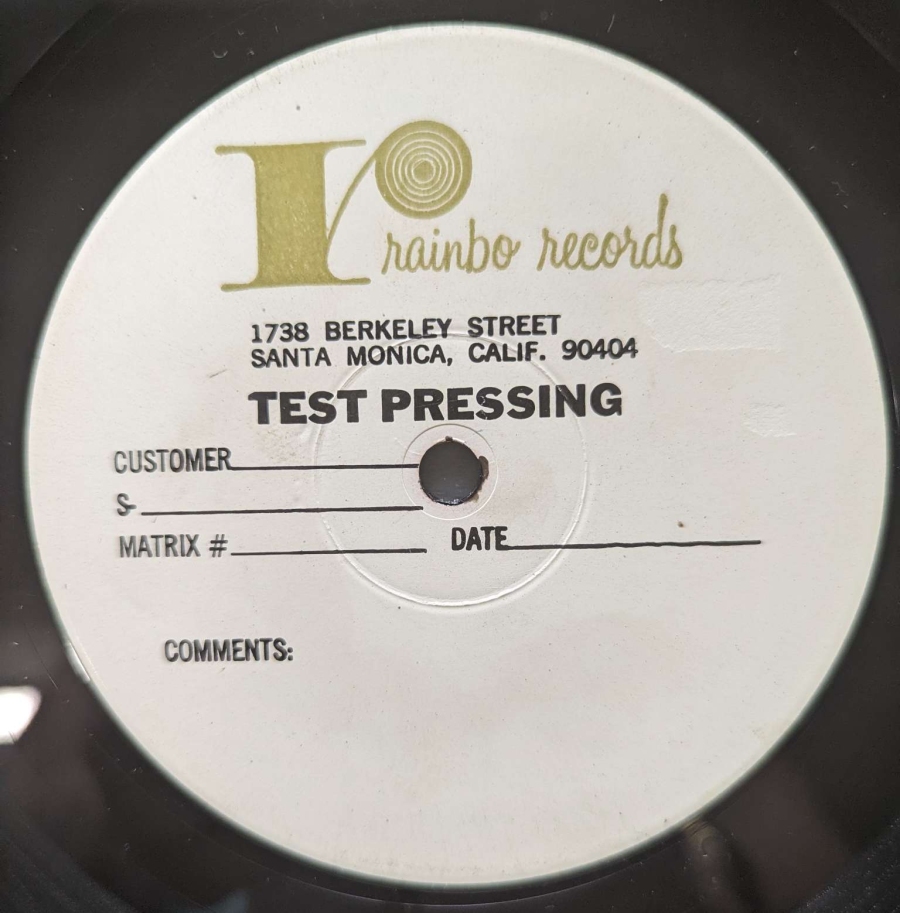 r rainbo records
1738 BERKELEY STREET
SANTA MONICA, CALIF. 90404
TEST PRESSING
CUSTOMER
S-
MATRIX # DATE
COMMENTS: